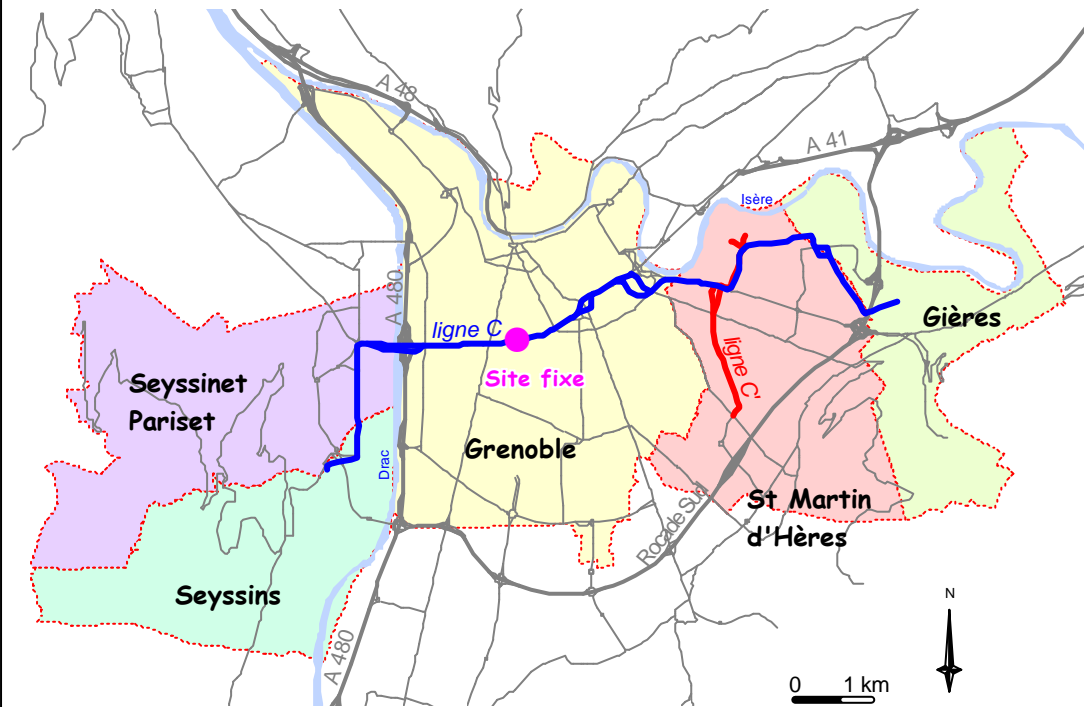 A 48
A 41
Isère
A 480
ligne C
Gières
Seyssinet
Pariset
Site fixe
ligne C'
Grenoble
Drac
St Martin
d'Hères
Rocade Sud
Seyssins
N
A 480
0 1 km